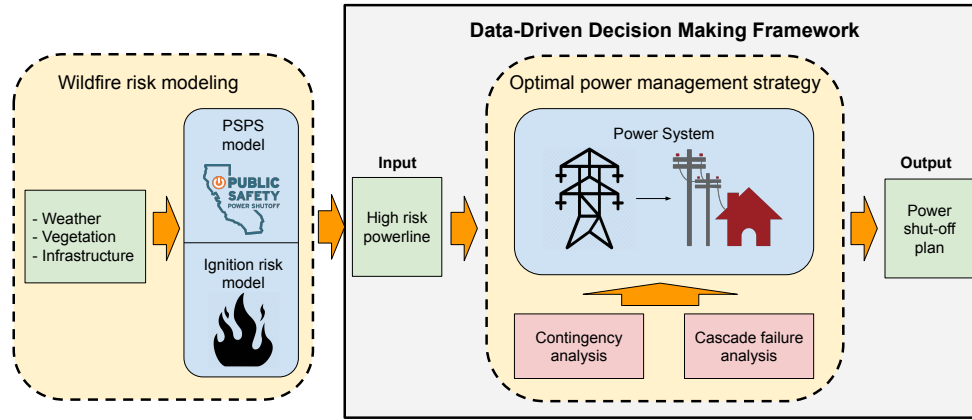 Data-Driven Decision Making Framework
Wildfire risk modeling
- Weather
- Vegetation
- Infrastructure
PSPS
model
PUBLIC
SAFETY
POWER SHUTOFF
Ignition risk
model
Input
High risk
powerline
Optimal power management strategy
Power System
Contingency
analysis
Cascade failure
analysis
Output
Power
shut-off
plan